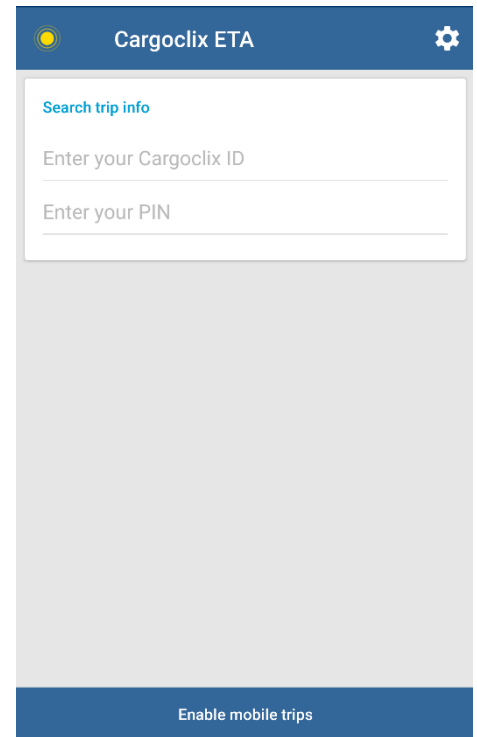 Cargoclix ETA
Search trip info
Enter your Cargoclix ID
Enter your PIN
Enable mobile trips